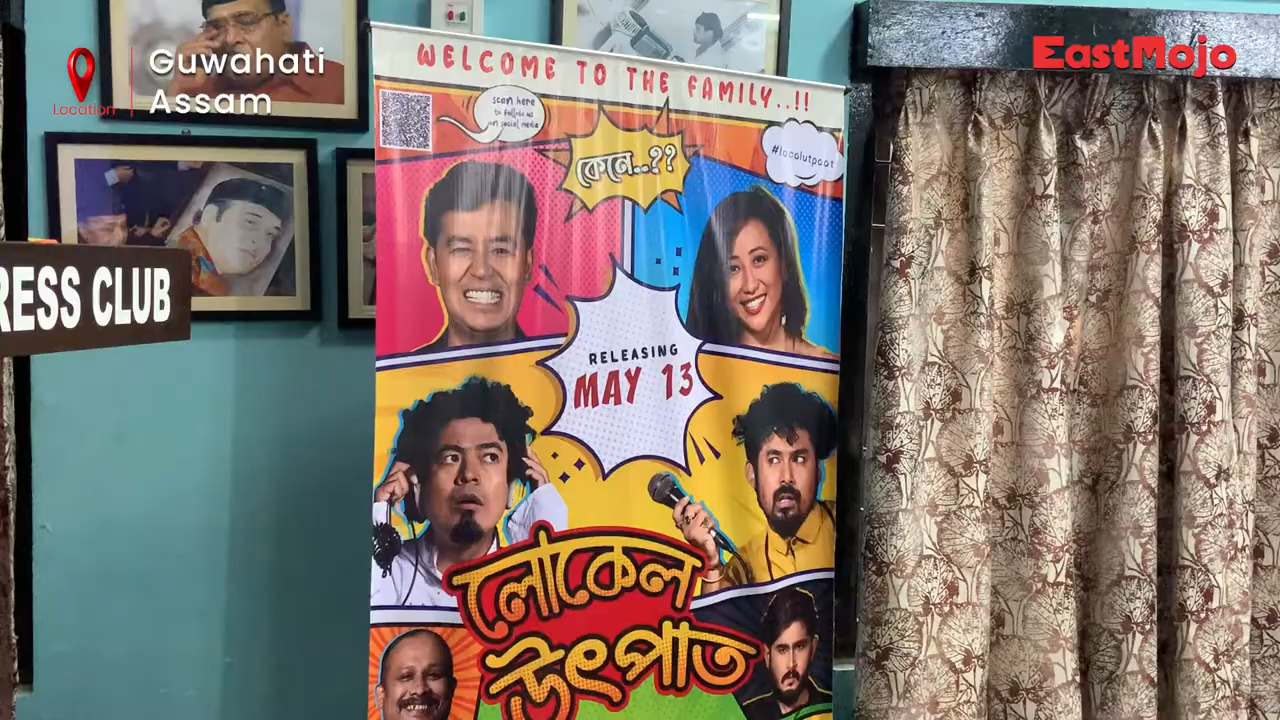 Guwahati
Assam
Location
EastMojo
WELCOME TO THE FAMILY..!!
scan here
to follow us
on social media
কেনে..??
#localutpaat
RESS CLUB
RELEASING
MAY 13
লোকেল
উৎপাত